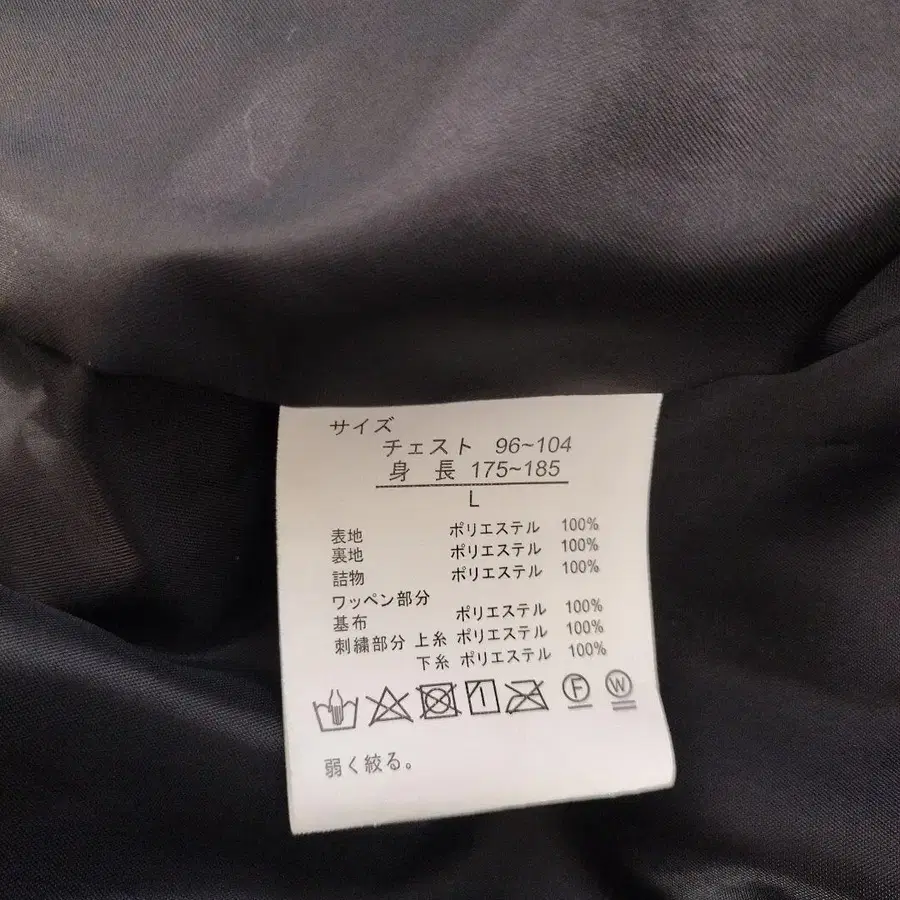 サイズ
チェスト 96~104
身 長 175~185
L
表地 ポリエステル 100%
裏地 ポリエステル 100%
詰物 ポリエステル 100%
ワッペン部分
基布 ポリエステル 100%
刺繍部分 上糸 ポリエステル 100%
下糸 ポリエステル 100%
F W
弱く絞る。